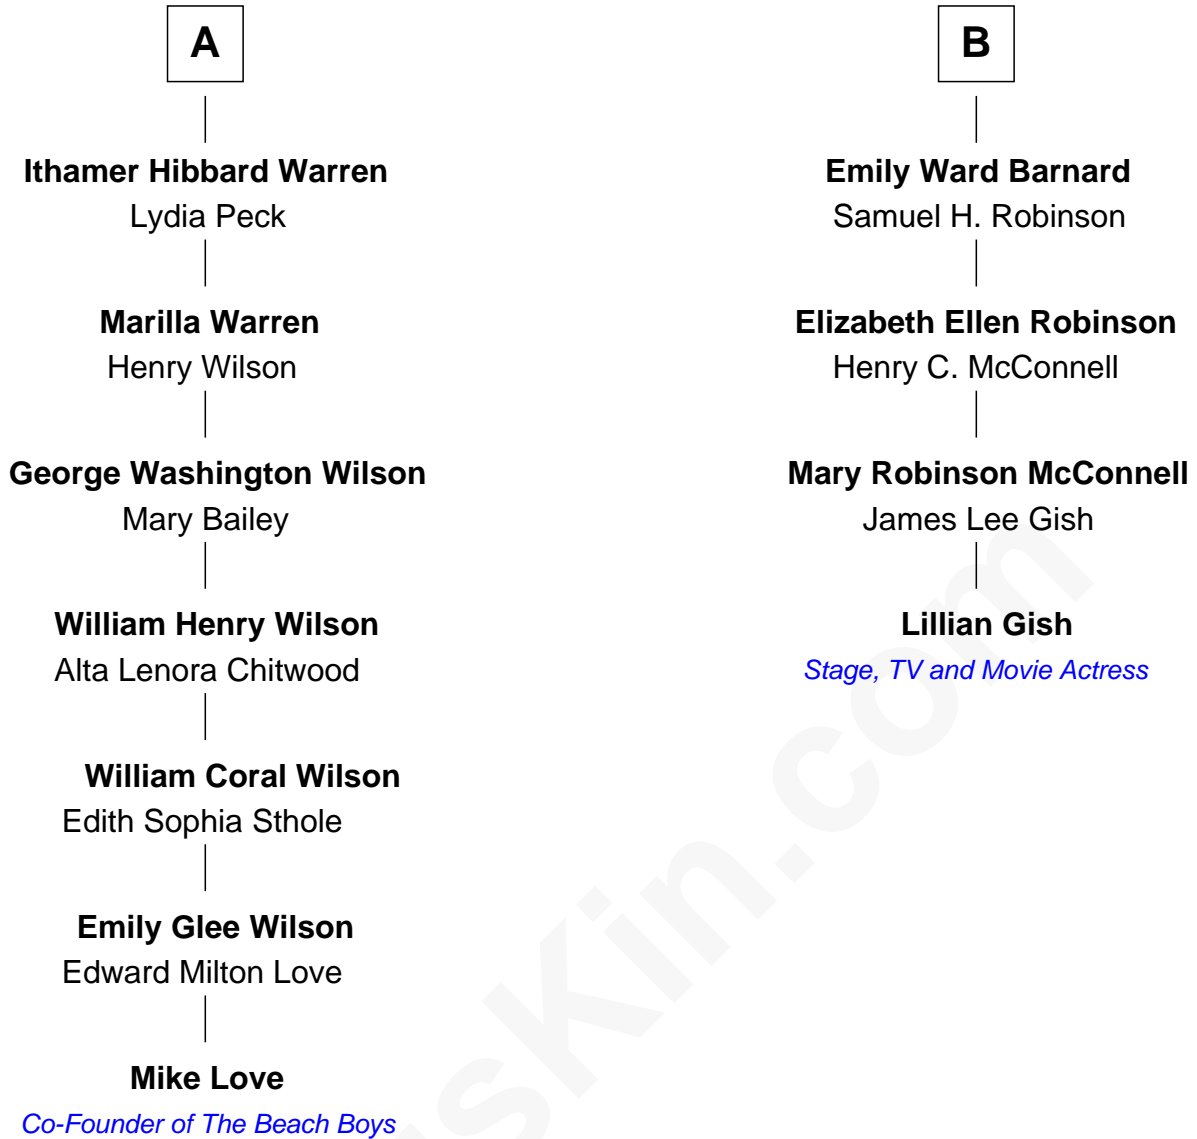 A
Ithamer Hibbard Warren
Lydia Peck
Marilla Warren
Henry Wilson
George Washington Wilson
Mary Bailey
William Henry Wilson
Alta Lenora Chitwood
William Coral Wilson
Edith Sophia Sthole
Emily Glee Wilson
Edward Milton Love
Mike Love
Co-Founder of The Beach Boys
B
Emily Ward Barnard
Samuel H. Robinson
Elizabeth Ellen Robinson
Henry C. McConnell
Mary Robinson McConnell
James Lee Gish
Lillian Gish
Stage, TV and Movie Actress
usKin.com